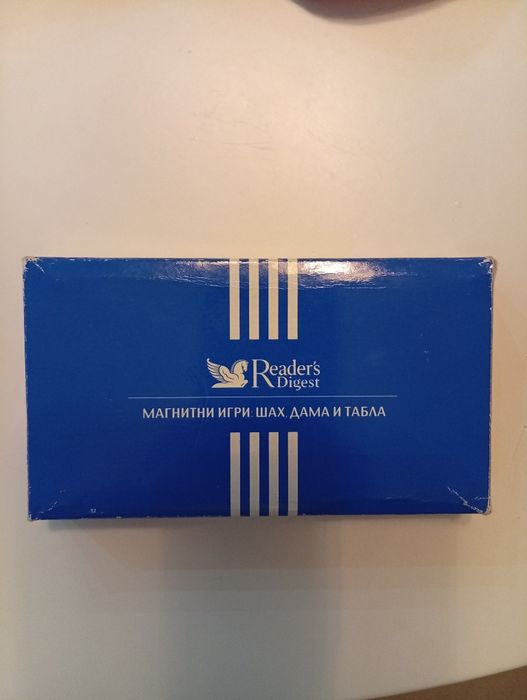 Reader's
Digest
МАГНИТНИ ИГРИ: ШАХ, ДАМА И ТАБЛА